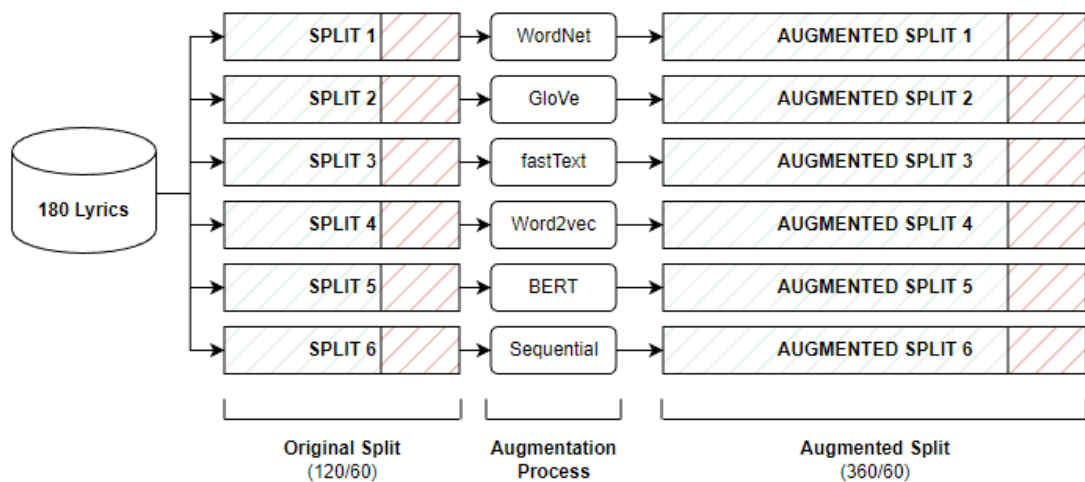 SPLIT 1
WordNet
AUGMENTED SPLIT 1
SPLIT 2
GloVe
AUGMENTED SPLIT 2
SPLIT 3
fastText
AUGMENTED SPLIT 3
180 Lyrics
SPLIT 4
Word2vec
AUGMENTED SPLIT 4
SPLIT 5
BERT
AUGMENTED SPLIT 5
SPLIT 6
Sequential
AUGMENTED SPLIT 6
Original Split
(120/60)
Augmentation
Process
Augmented Split
(360/60)